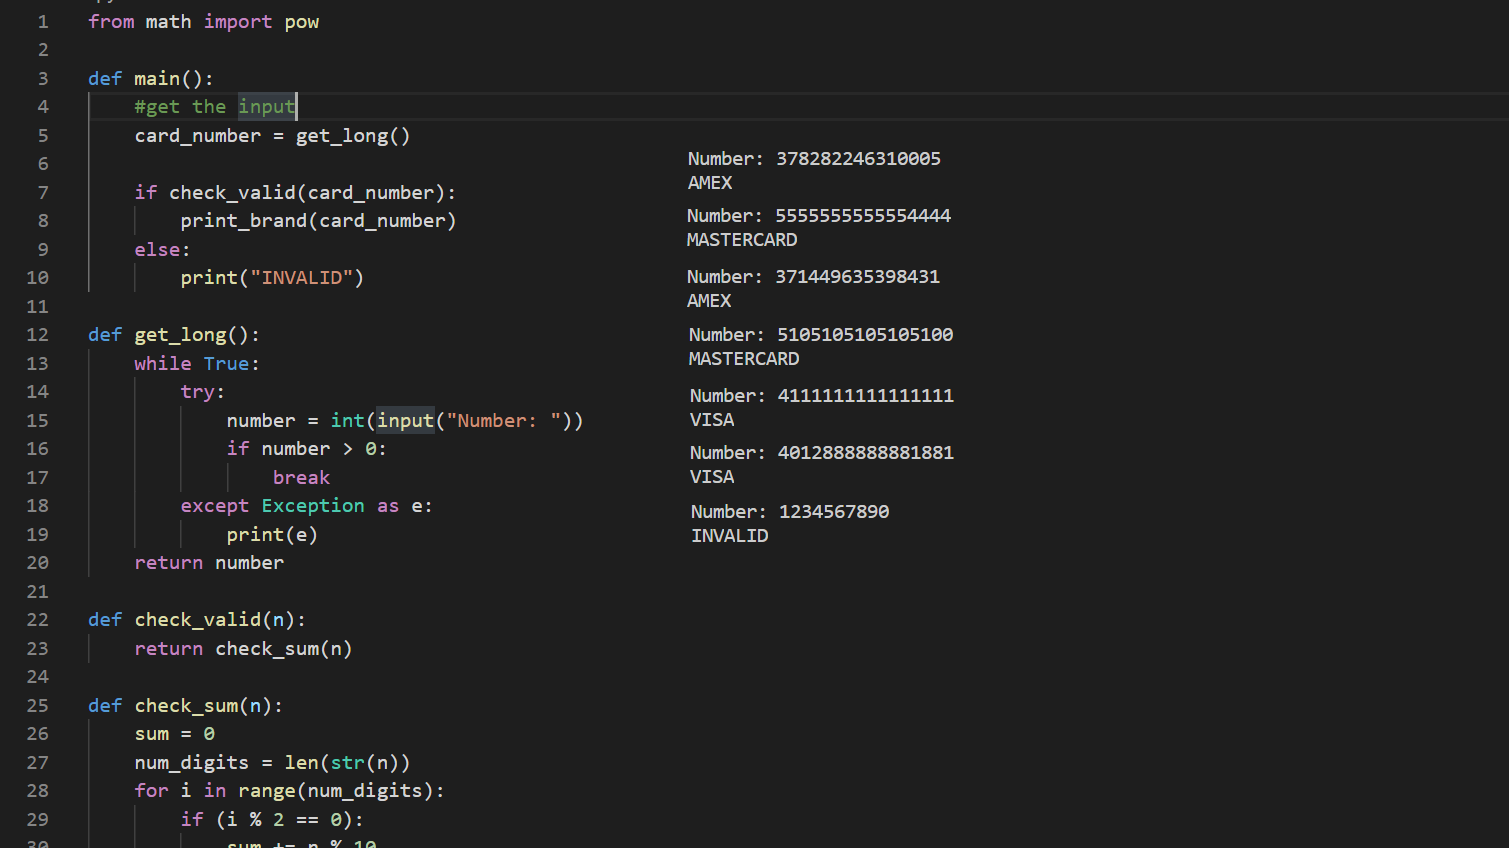 1 from math import pow
2
3 def main():
4 #get the input
5 card_number = get_long()
6
7 if check_valid(card_number):
8 print_brand(card_number)
9 else:
10 print("INVALID")
11
12 def get_long():
13 while True:
14 try:
15 number = int(input("Number: "))
16 if number > 0:
17 break
18 except Exception as e:
19 print(e)
20 return number
21
22 def check_valid(n):
23 return check_sum(n)
24
25 def check_sum(n):
26 sum = 0
27 num_digits = len(str(n))
28 for i in range(num_digits):
29 if (i % 2 == 0):
30 sum += n % 10
Number: 378282246310005
AMEX
Number: 5555555555554444
MASTERCARD
Number: 371449635398431
AMEX
Number: 5105105105105100
MASTERCARD
Number: 4111111111111111
VISA
Number: 4012888888881881
VISA
Number: 1234567890
INVALID